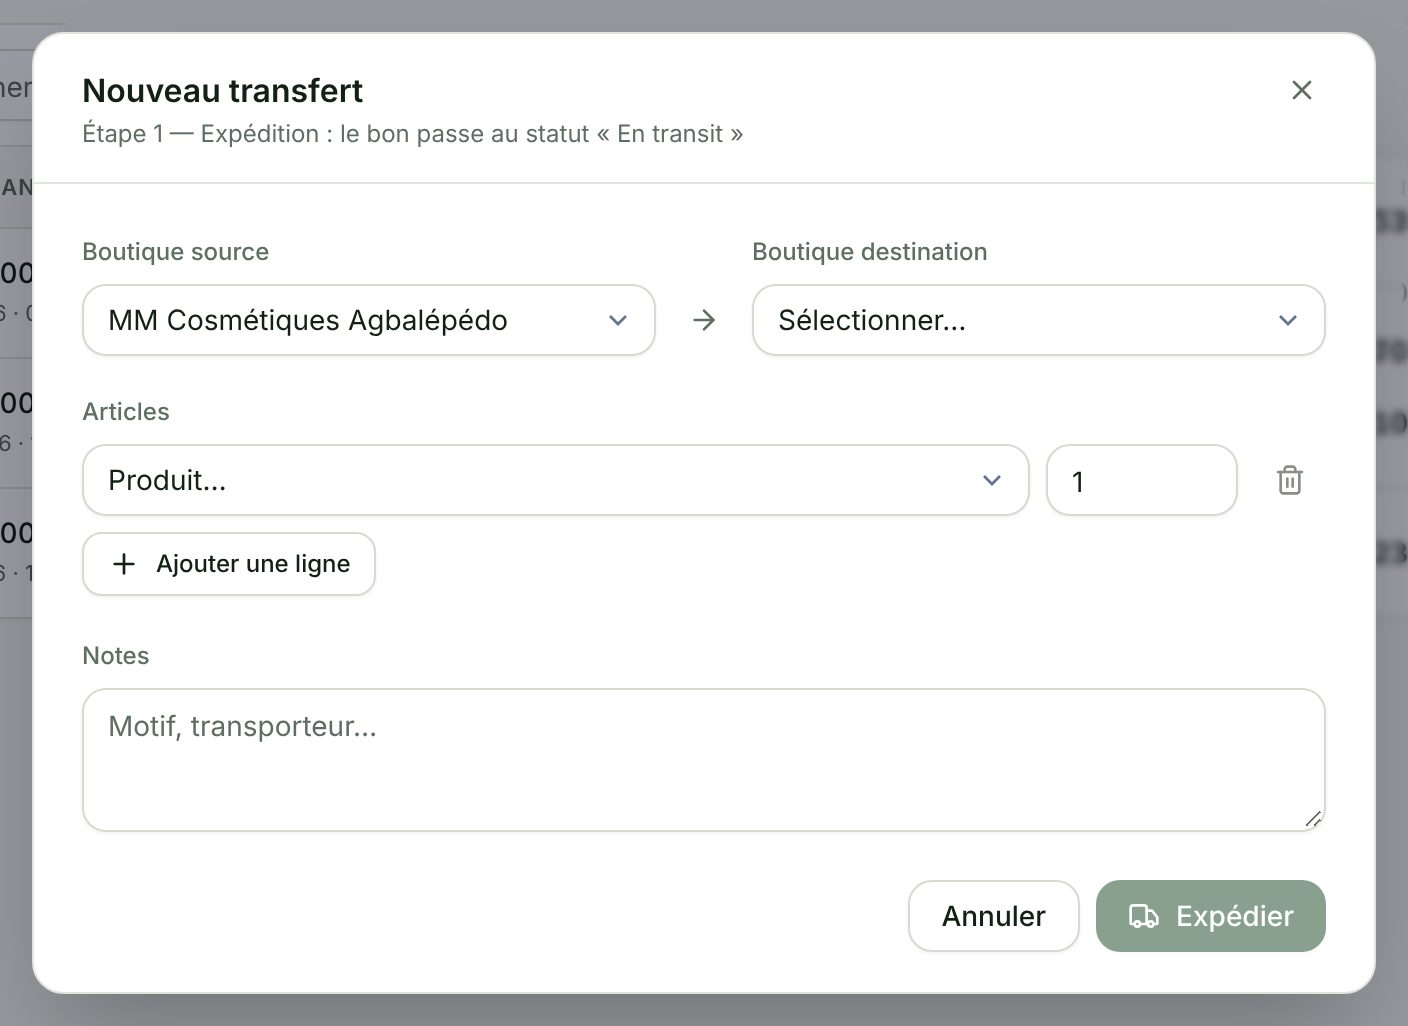 Nouveau transfert
Étape 1 — Expédition : le bon passe au statut « En transit »
Boutique source
Boutique destination
MM Cosmétiques Agbalépédo
→
Sélectionner...
Articles
Produit...
1
+ Ajouter une ligne
Notes
Motif, transporteur...
Annuler
Expédier